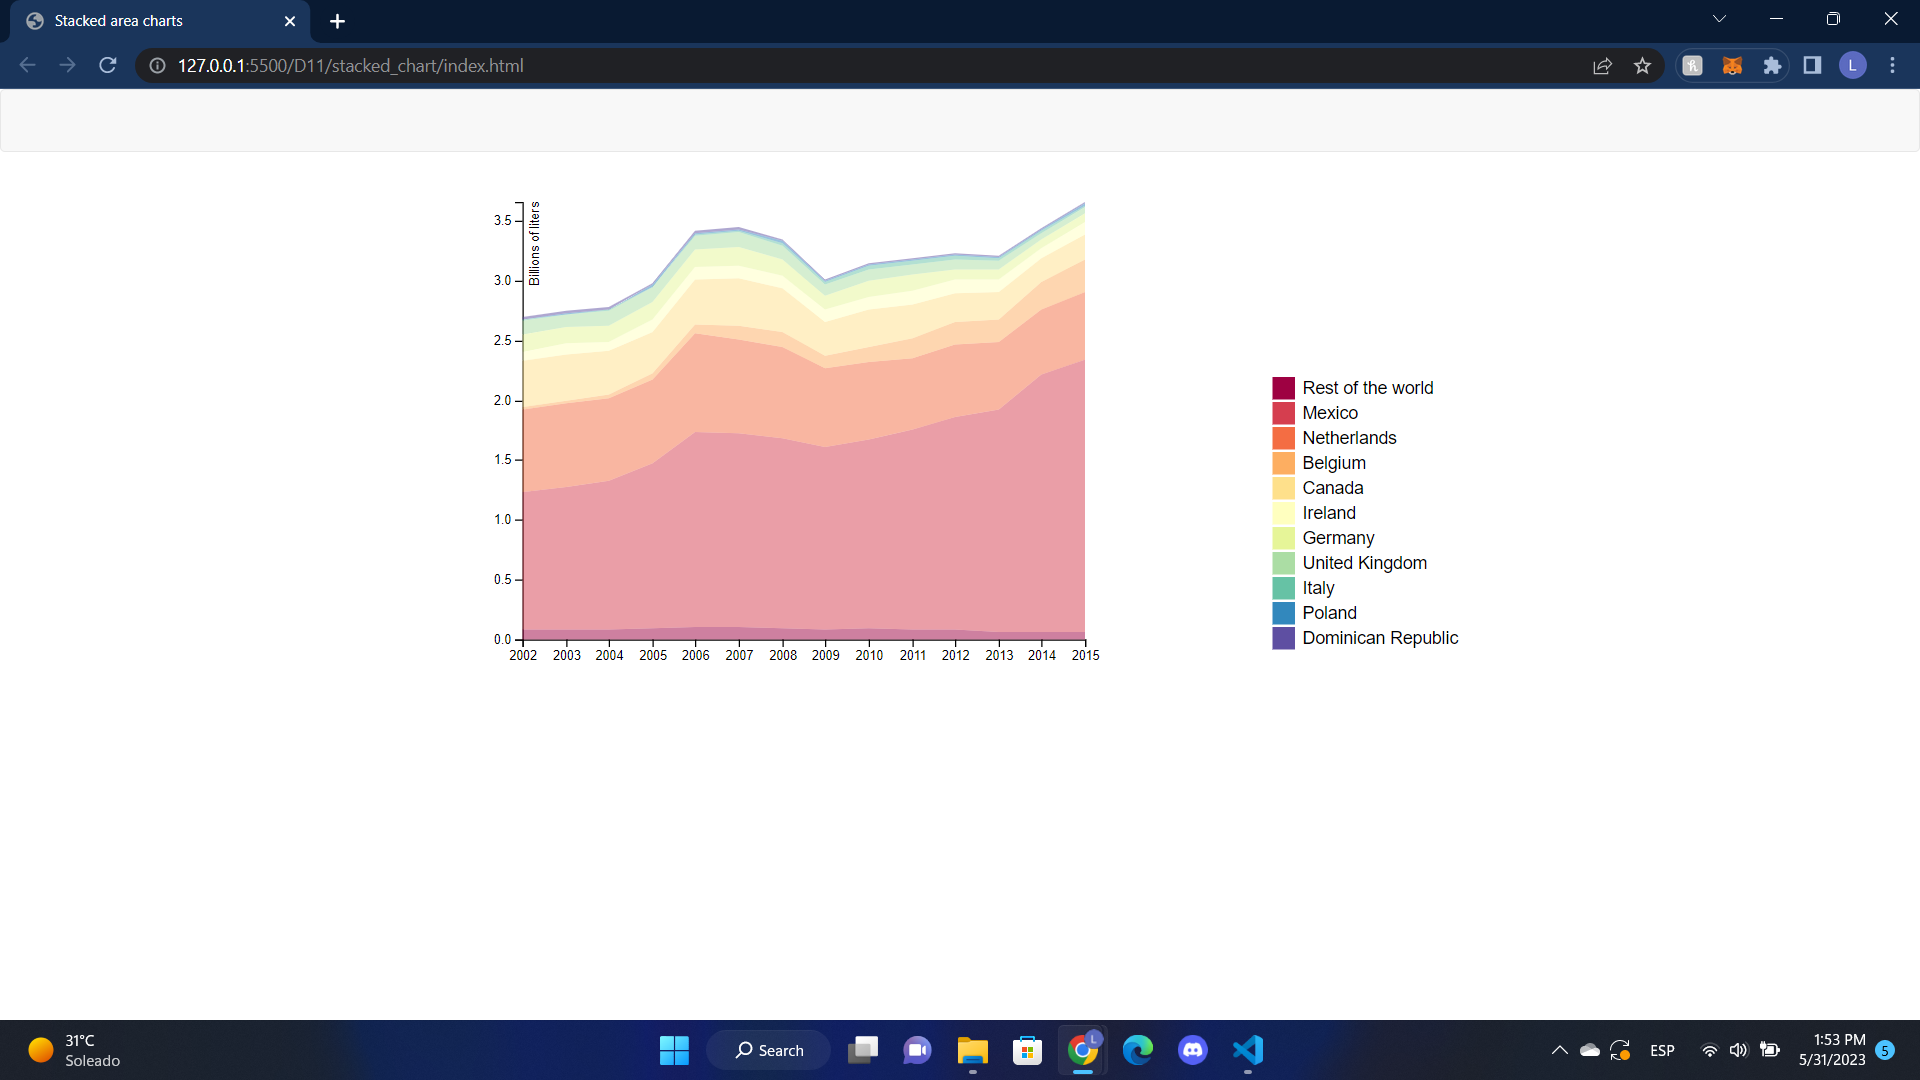 Stacked area charts
127.0.0.1:5500/D11/stacked_chart/index.html
L
Billions of liters
3.5
3.0
2.5
2.0
1.5
1.0
0.5
0.0
2002 2003 2004 2005 2006 2007 2008 2009 2010 2011 2012 2013 2014 2015
Rest of the world
Mexico
Netherlands
Belgium
Canada
Ireland
Germany
United Kingdom
Italy
Poland
Dominican Republic
31°C
Soleado
Search
L
ESP
1:53 PM
5/31/2023
5